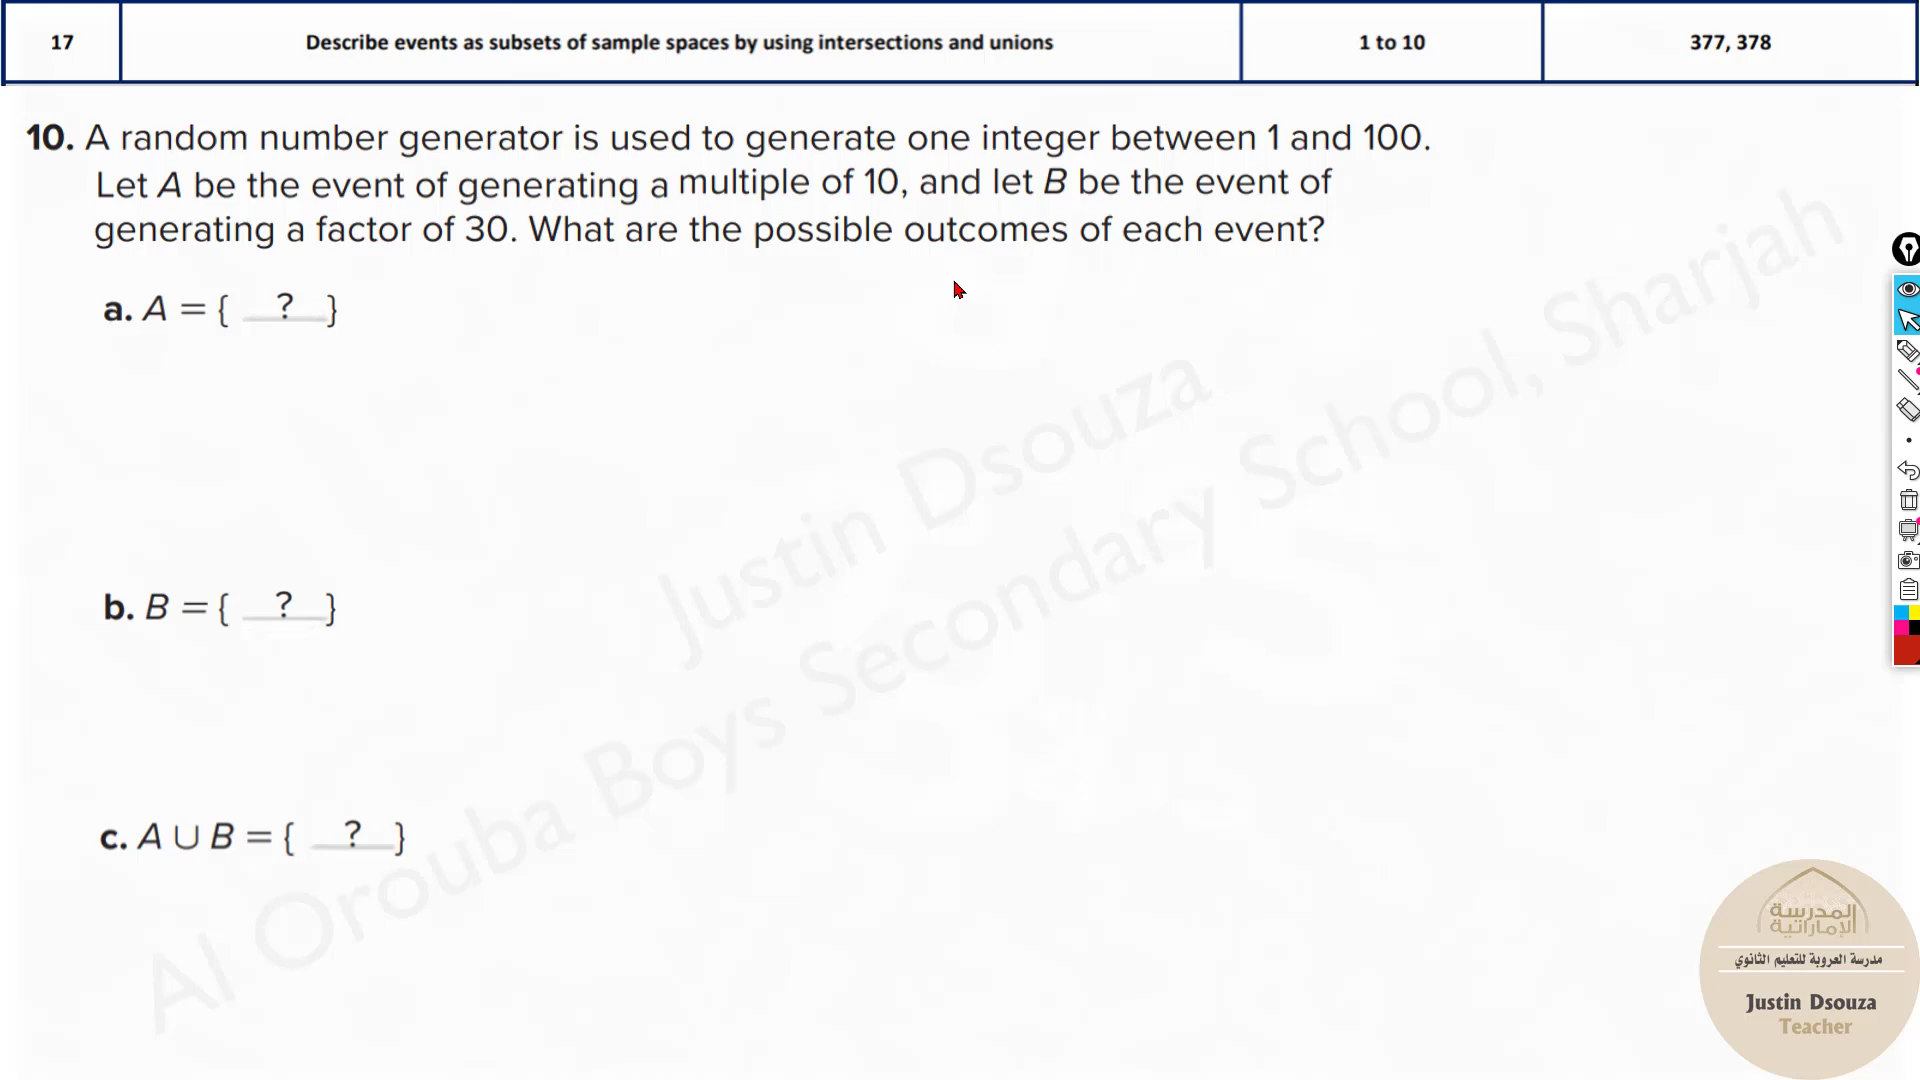 17
Describe events as subsets of sample spaces by using intersections and unions
1 to 10
377, 378
10. A random number generator is used to generate one integer between 1 and 100.
Let A be the event of generating a multiple of 10, and let B be the event of
generating a factor of 30. What are the possible outcomes of each event?
a. A = { ? }
b. B = { ? }
c. A ∪ B = { ? }
Justin Dsouza
Al Orouba Boys Secondary School, Sharjah
المدرسة
الإماراتية
مدرسة العروبة للتعليم الثانوي
Justin Dsouza
Teacher